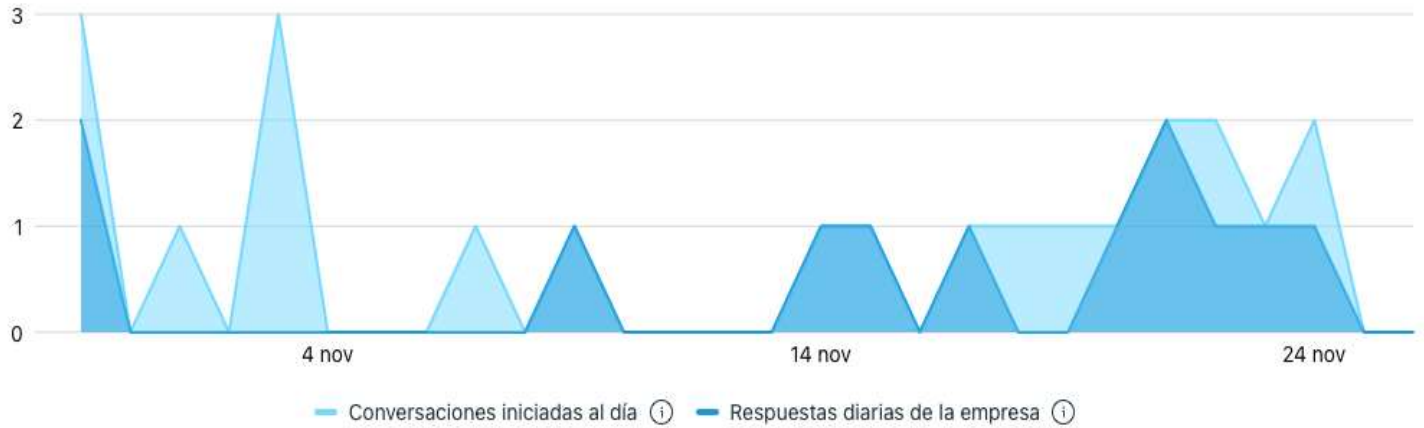 3
2
1
0
4 nov 14 nov 24 nov
Conversaciones iniciadas al día i Respuestas diarias de la empresa i